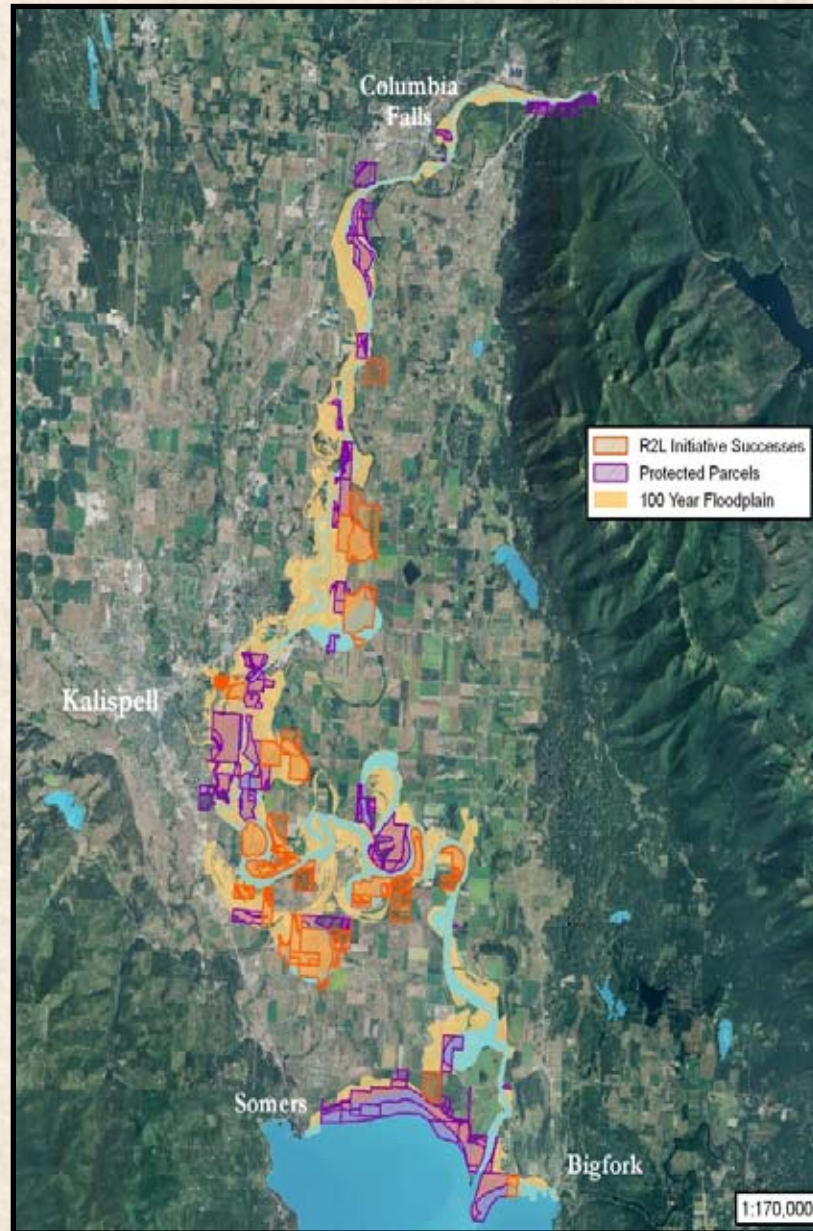 Columbia
Falls
R2L Initiative Successes
Protected Parcels
100 Year Floodplain
Kalispell
Somers
Bigfork
1:170,000